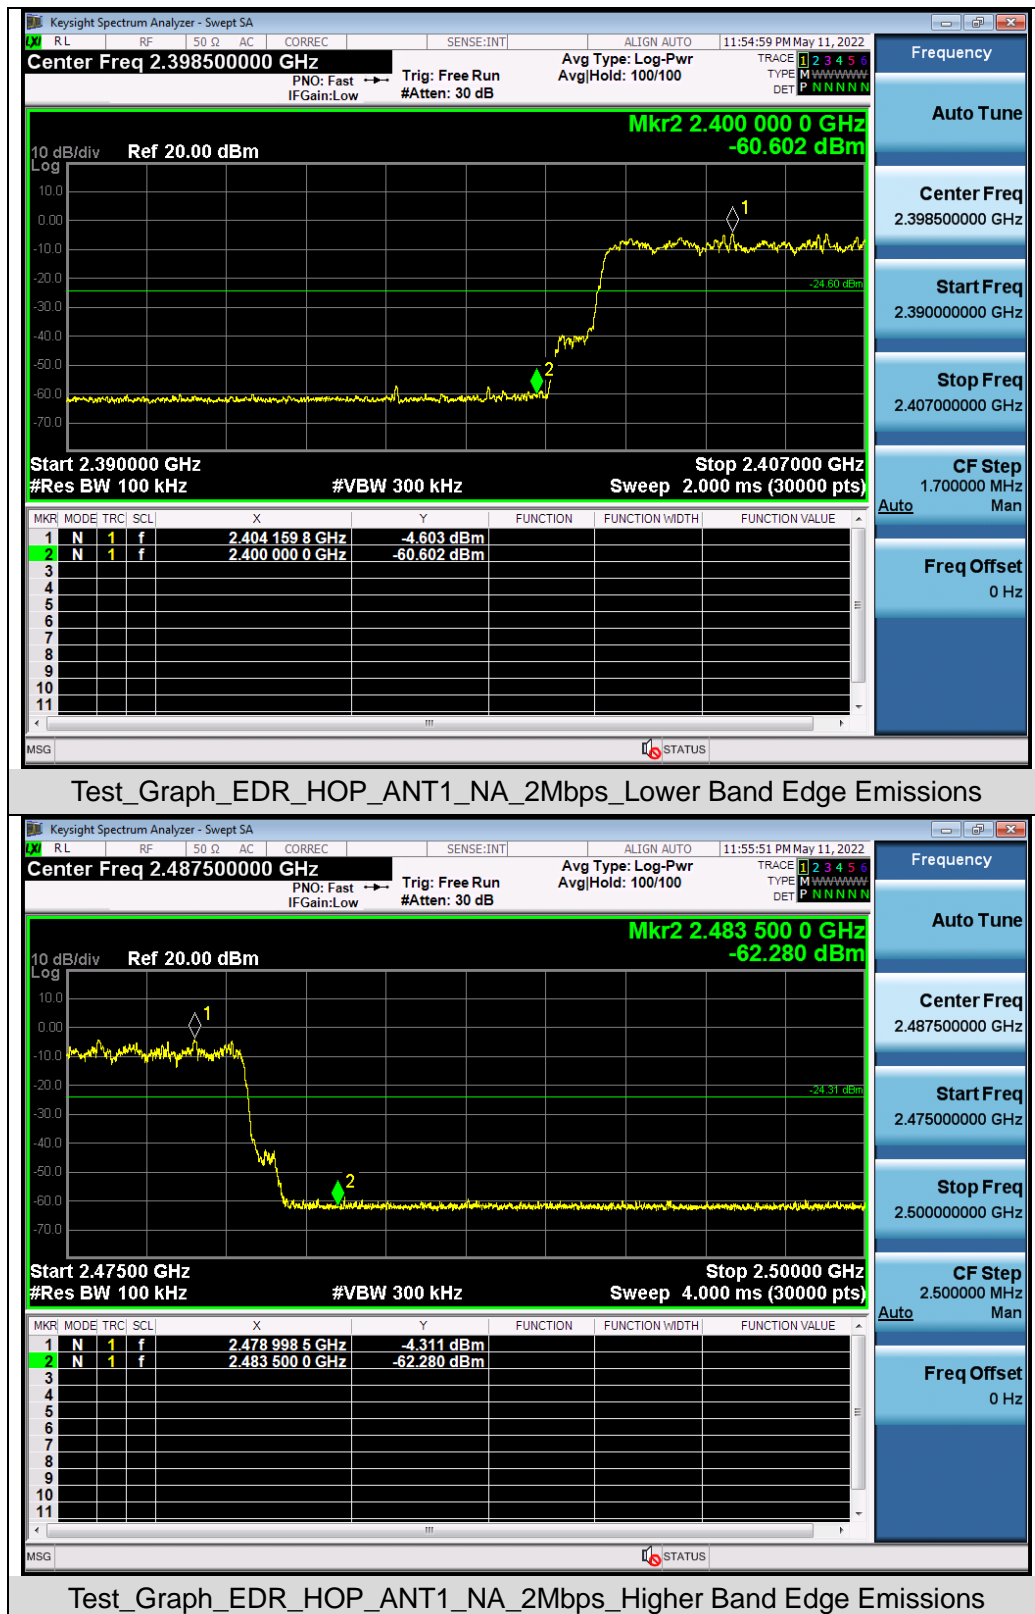 Keysight Spectrum Analyzer - Swept SA
LXI RL RF 50 Ω AC CORREC SENSE:INT ALIGN AUTO 11:54:59 PM May 11, 2022
Center Freq 2.398500000 GHz Avg Type: Log-Pwr TRACE 1 2 3 4 5 6
PNO: Fast Trig: Free Run Avg|Hold: 100/100 TYPE M WWWWW
IFGain:Low #Atten: 30 dB DET P N N N N N
Mkr2 2.400 000 0 GHz
-60.602 dBm
10 dB/div Ref 20.00 dBm
Log
10.0
0.00
-10.0
-20.0
-30.0
-40.0
-50.0
-60.0
-70.0
1
-24.60 dBm
2
Start 2.390000 GHz Stop 2.407000 GHz
#Res BW 100 kHz #VBW 300 kHz Sweep 2.000 ms (30000 pts)
MKR MODE TRC SCL X Y FUNCTION FUNCTION WIDTH FUNCTION VALUE
1 N 1 f 2.404 159 8 GHz -4.603 dBm
2 N 1 f 2.400 000 0 GHz -60.602 dBm
3
4
5
6
7
8
9
10
11
MSG STATUS
Frequency
Auto Tune
Center Freq
2.398500000 GHz
Start Freq
2.390000000 GHz
Stop Freq
2.407000000 GHz
CF Step
1.700000 MHz
Auto Man
Freq Offset
0 Hz
Test_Graph_EDR_HOP_ANT1_NA_2Mbps_Lower Band Edge Emissions
Keysight Spectrum Analyzer - Swept SA
LXI RL RF 50 Ω AC CORREC SENSE:INT ALIGN AUTO 11:55:51 PM May 11, 2022
Center Freq 2.487500000 GHz Avg Type: Log-Pwr TRACE 1 2 3 4 5 6
PNO: Fast Trig: Free Run Avg|Hold: 100/100 TYPE M WWWWW
IFGain:Low #Atten: 30 dB DET P N N N N N
Mkr2 2.483 500 0 GHz
-62.280 dBm
10 dB/div Ref 20.00 dBm
Log
10.0
0.00
-10.0
-20.0
-30.0
-40.0
-50.0
-60.0
-70.0
1
-24.31 dBm
2
Start 2.47500 GHz Stop 2.50000 GHz
#Res BW 100 kHz #VBW 300 kHz Sweep 4.000 ms (30000 pts)
MKR MODE TRC SCL X Y FUNCTION FUNCTION WIDTH FUNCTION VALUE
1 N 1 f 2.478 998 5 GHz -4.311 dBm
2 N 1 f 2.483 500 0 GHz -62.280 dBm
3
4
5
6
7
8
9
10
11
MSG STATUS
Frequency
Auto Tune
Center Freq
2.487500000 GHz
Start Freq
2.475000000 GHz
Stop Freq
2.500000000 GHz
CF Step
2.500000 MHz
Auto Man
Freq Offset
0 Hz
Test_Graph_EDR_HOP_ANT1_NA_2Mbps_Higher Band Edge Emissions